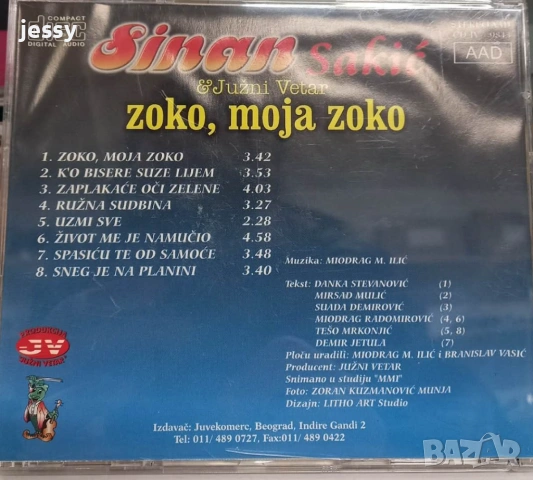 jessy
COMPACT
DIGITAL AUDIO
Sinan Sakić
AAD
& Južni Vetar
zoko, moja zoko
1. ZOKO, MOJA ZOKO 3.42
2. K'O BISERE SUZE LIJEM 3.53
3. ZAPLAKAĆE OČI ZELENE 4.03
4. RUŽNA SUDBINA 3.27
5. UZMI SVE 2.28
6. ŽIVOT ME JE NAMUČIO 4.58
7. SPASIĆU TE OD SAMOĆE 3.48
8. SNEG JE NA PLANINI 3.40
Muzika: MIODRAG M. ILIĆ
Tekst: DANKA STEVANOVIĆ (1)
MIRSAD MULIĆ (2)
SUADA DEMIROVIĆ (3)
MIODRAG RADOMIROVIĆ (4, 6)
TEŠO MRKONJIĆ (5, 8)
DEMIR JETULA (7)
Ploču uradili: MIODRAG M. ILIĆ i BRANISLAV VASIĆ
Producent: JUŽNI VETAR
Snimano u studiju "MMI"
Foto: ZORAN KUZMANOVIĆ MUNJA
Dizajn: LITHO ART Studio
JV
Izdavač: Juvekomerc, Beograd, Indire Gandi 2
Tel: 011/ 489 0727, Fax:011/ 489 0422
BAZAR